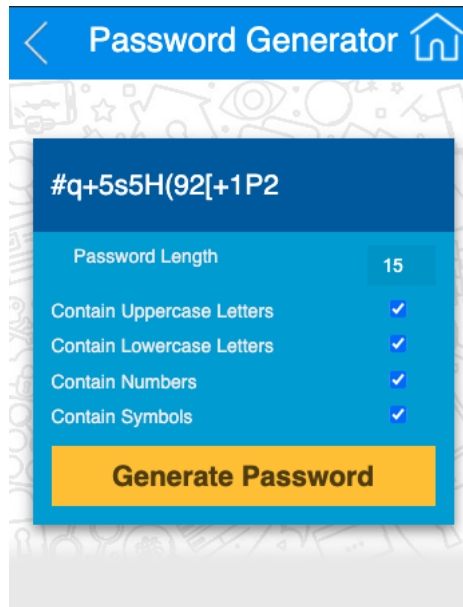 Password Generator
#q+5s5H(92[+1P2
Password Length 15
Contain Uppercase Letters
Contain Lowercase Letters
Contain Numbers
Contain Symbols
Generate Password